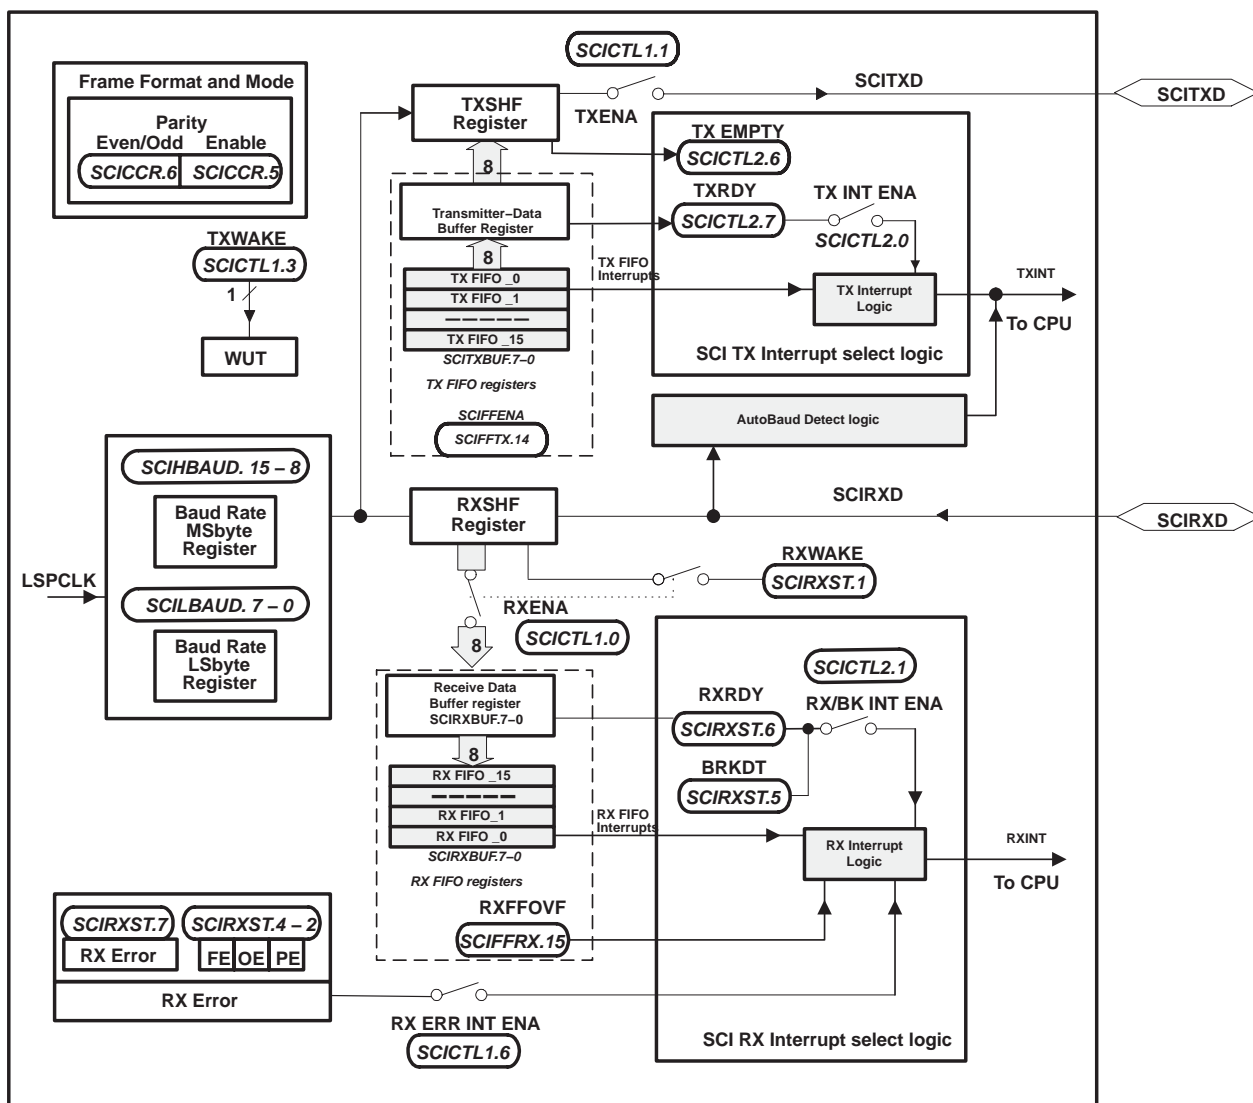 SCICTL1.1
Frame Format and Mode
Parity
Even/Odd Enable
SCICCR.6 SCICCR.5
TXSHF
Register
TXENA
SCITXD
SCITXD
TX EMPTY
SCICTL2.6
8
TXRDY
SCICTL2.7
TX INT ENA
SCICTL2.0
Transmitter–Data
Buffer Register
8
TXWAKE
SCICTL1.3
1
WUT
TX FIFO _0
TX FIFO _1
–––––
TX FIFO _15
SCITXBUF.7–0
TX FIFO registers
SCIFFENA
SCIFFTX.14
TX FIFO
Interrupts
TX Interrupt
Logic
TXINT
To CPU
SCI TX Interrupt select logic
AutoBaud Detect logic
SCIHBAUD. 15 – 8
Baud Rate
MSbyte
Register
LSPCLK
SCILBAUD. 7 – 0
Baud Rate
LSbyte
Register
RXSHF
Register
SCIRXD
SCIRXD
RXWAKE
SCIRXST.1
RXENA
SCICTL1.0
8
Receive Data
Buffer register
SCIRXBUF.7–0
8
RX FIFO _15
–––––
RX FIFO_1
RX FIFO _0
SCIRXBUF.7–0
RX FIFO registers
SCICTL2.1
RXRDY
SCIRXST.6
RX/BK INT ENA
BRKDT
SCIRXST.5
RX FIFO
Interrupts
RX Interrupt
Logic
RXINT
To CPU
RXFFOVF
SCIFFRX.15
SCIRXST.7 SCIRXST.4 – 2
RX Error FE OE PE
RX Error
RX ERR INT ENA
SCICTL1.6
SCI RX Interrupt select logic